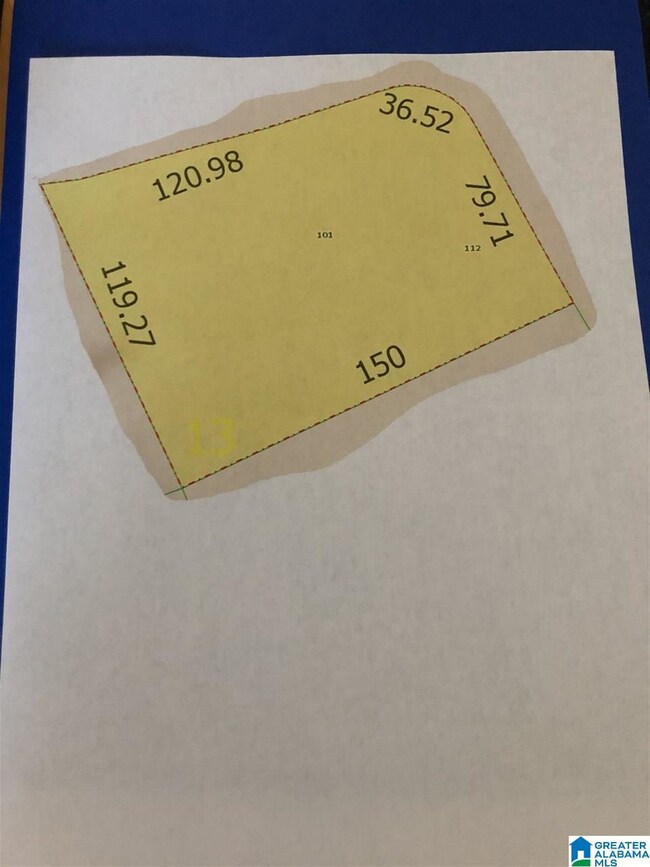 36.52
120.98
79.71
101
112
119.27
150
13
GREATER
ALABAMA
MLS